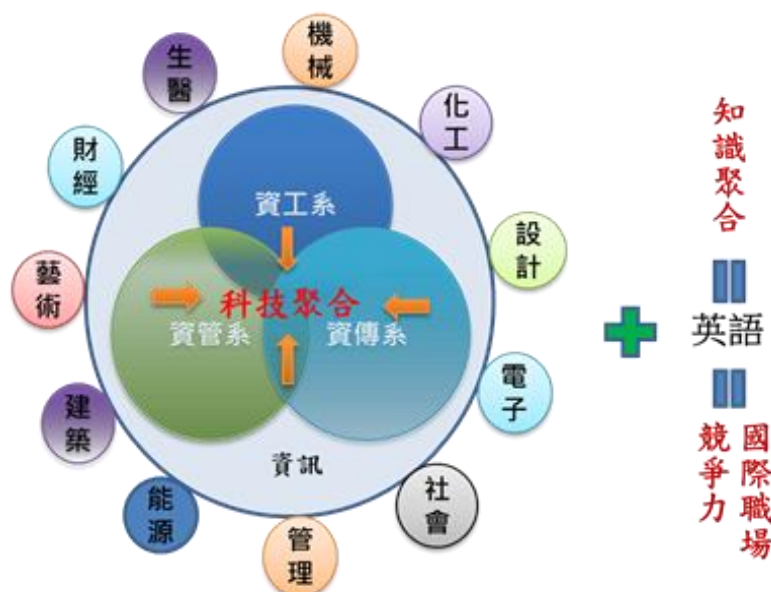 機械
化工
設計
電子
社會
管理
能源
建築
藝術
財經
生醫
資工系
科技聚合
資管系
資傳系
資訊
知識聚合
英語
國際職場
競爭力